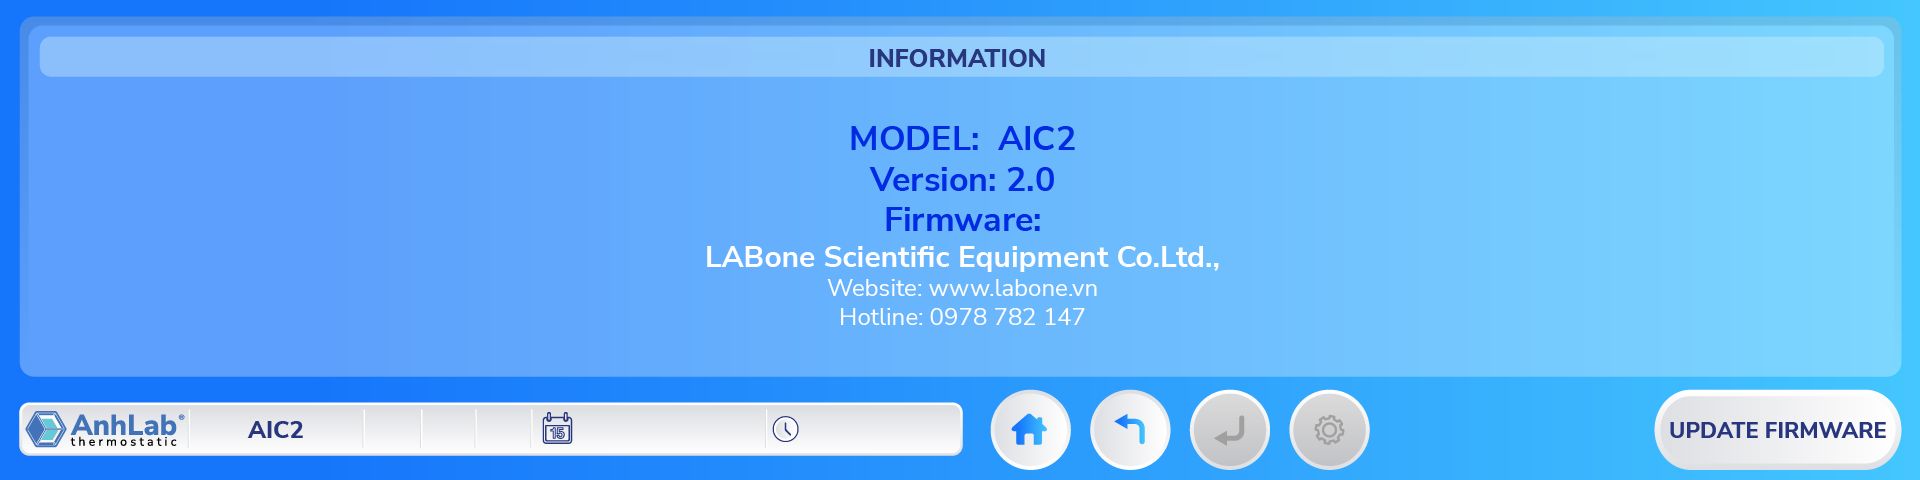 INFORMATION
MODEL: AIC2
Version: 2.0
Firmware:
LABone Scientific Equipment Co.Ltd.,
Website: www.labone.vn
Hotline: 0978 782 147
AnhLab®
thermostatic
AIC2
15
UPDATE FIRMWARE